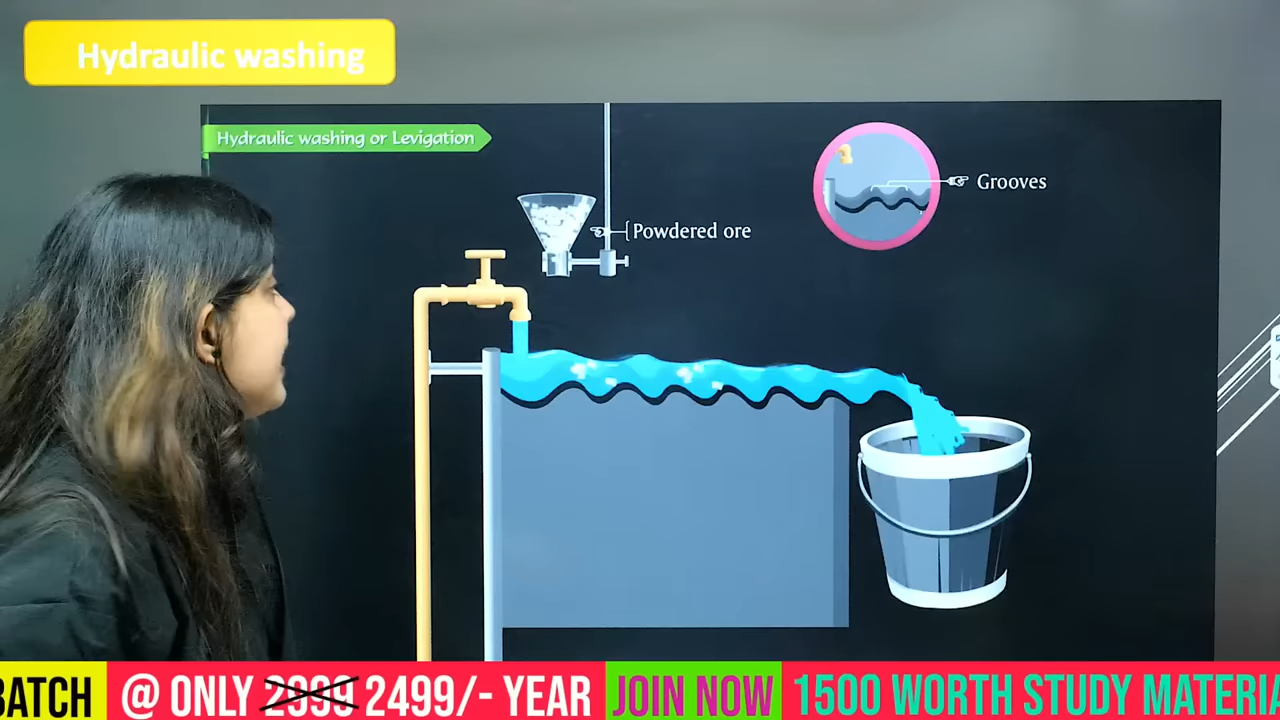 Hydraulic washing
Hydraulic washing or Levigation
Grooves
Powdered ore
BATCH @ ONLY 2999 2499/- YEAR JOIN NOW 1500 WORTH STUDY MATERIA